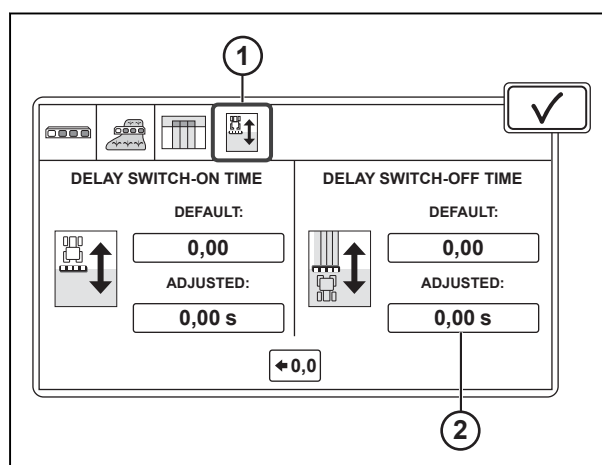 1
DELAY SWITCH-ON TIME
DEFAULT:
0,00
ADJUSTED:
0,00 s
DELAY SWITCH-OFF TIME
DEFAULT:
0,00
ADJUSTED:
0,00 s
0,0
2